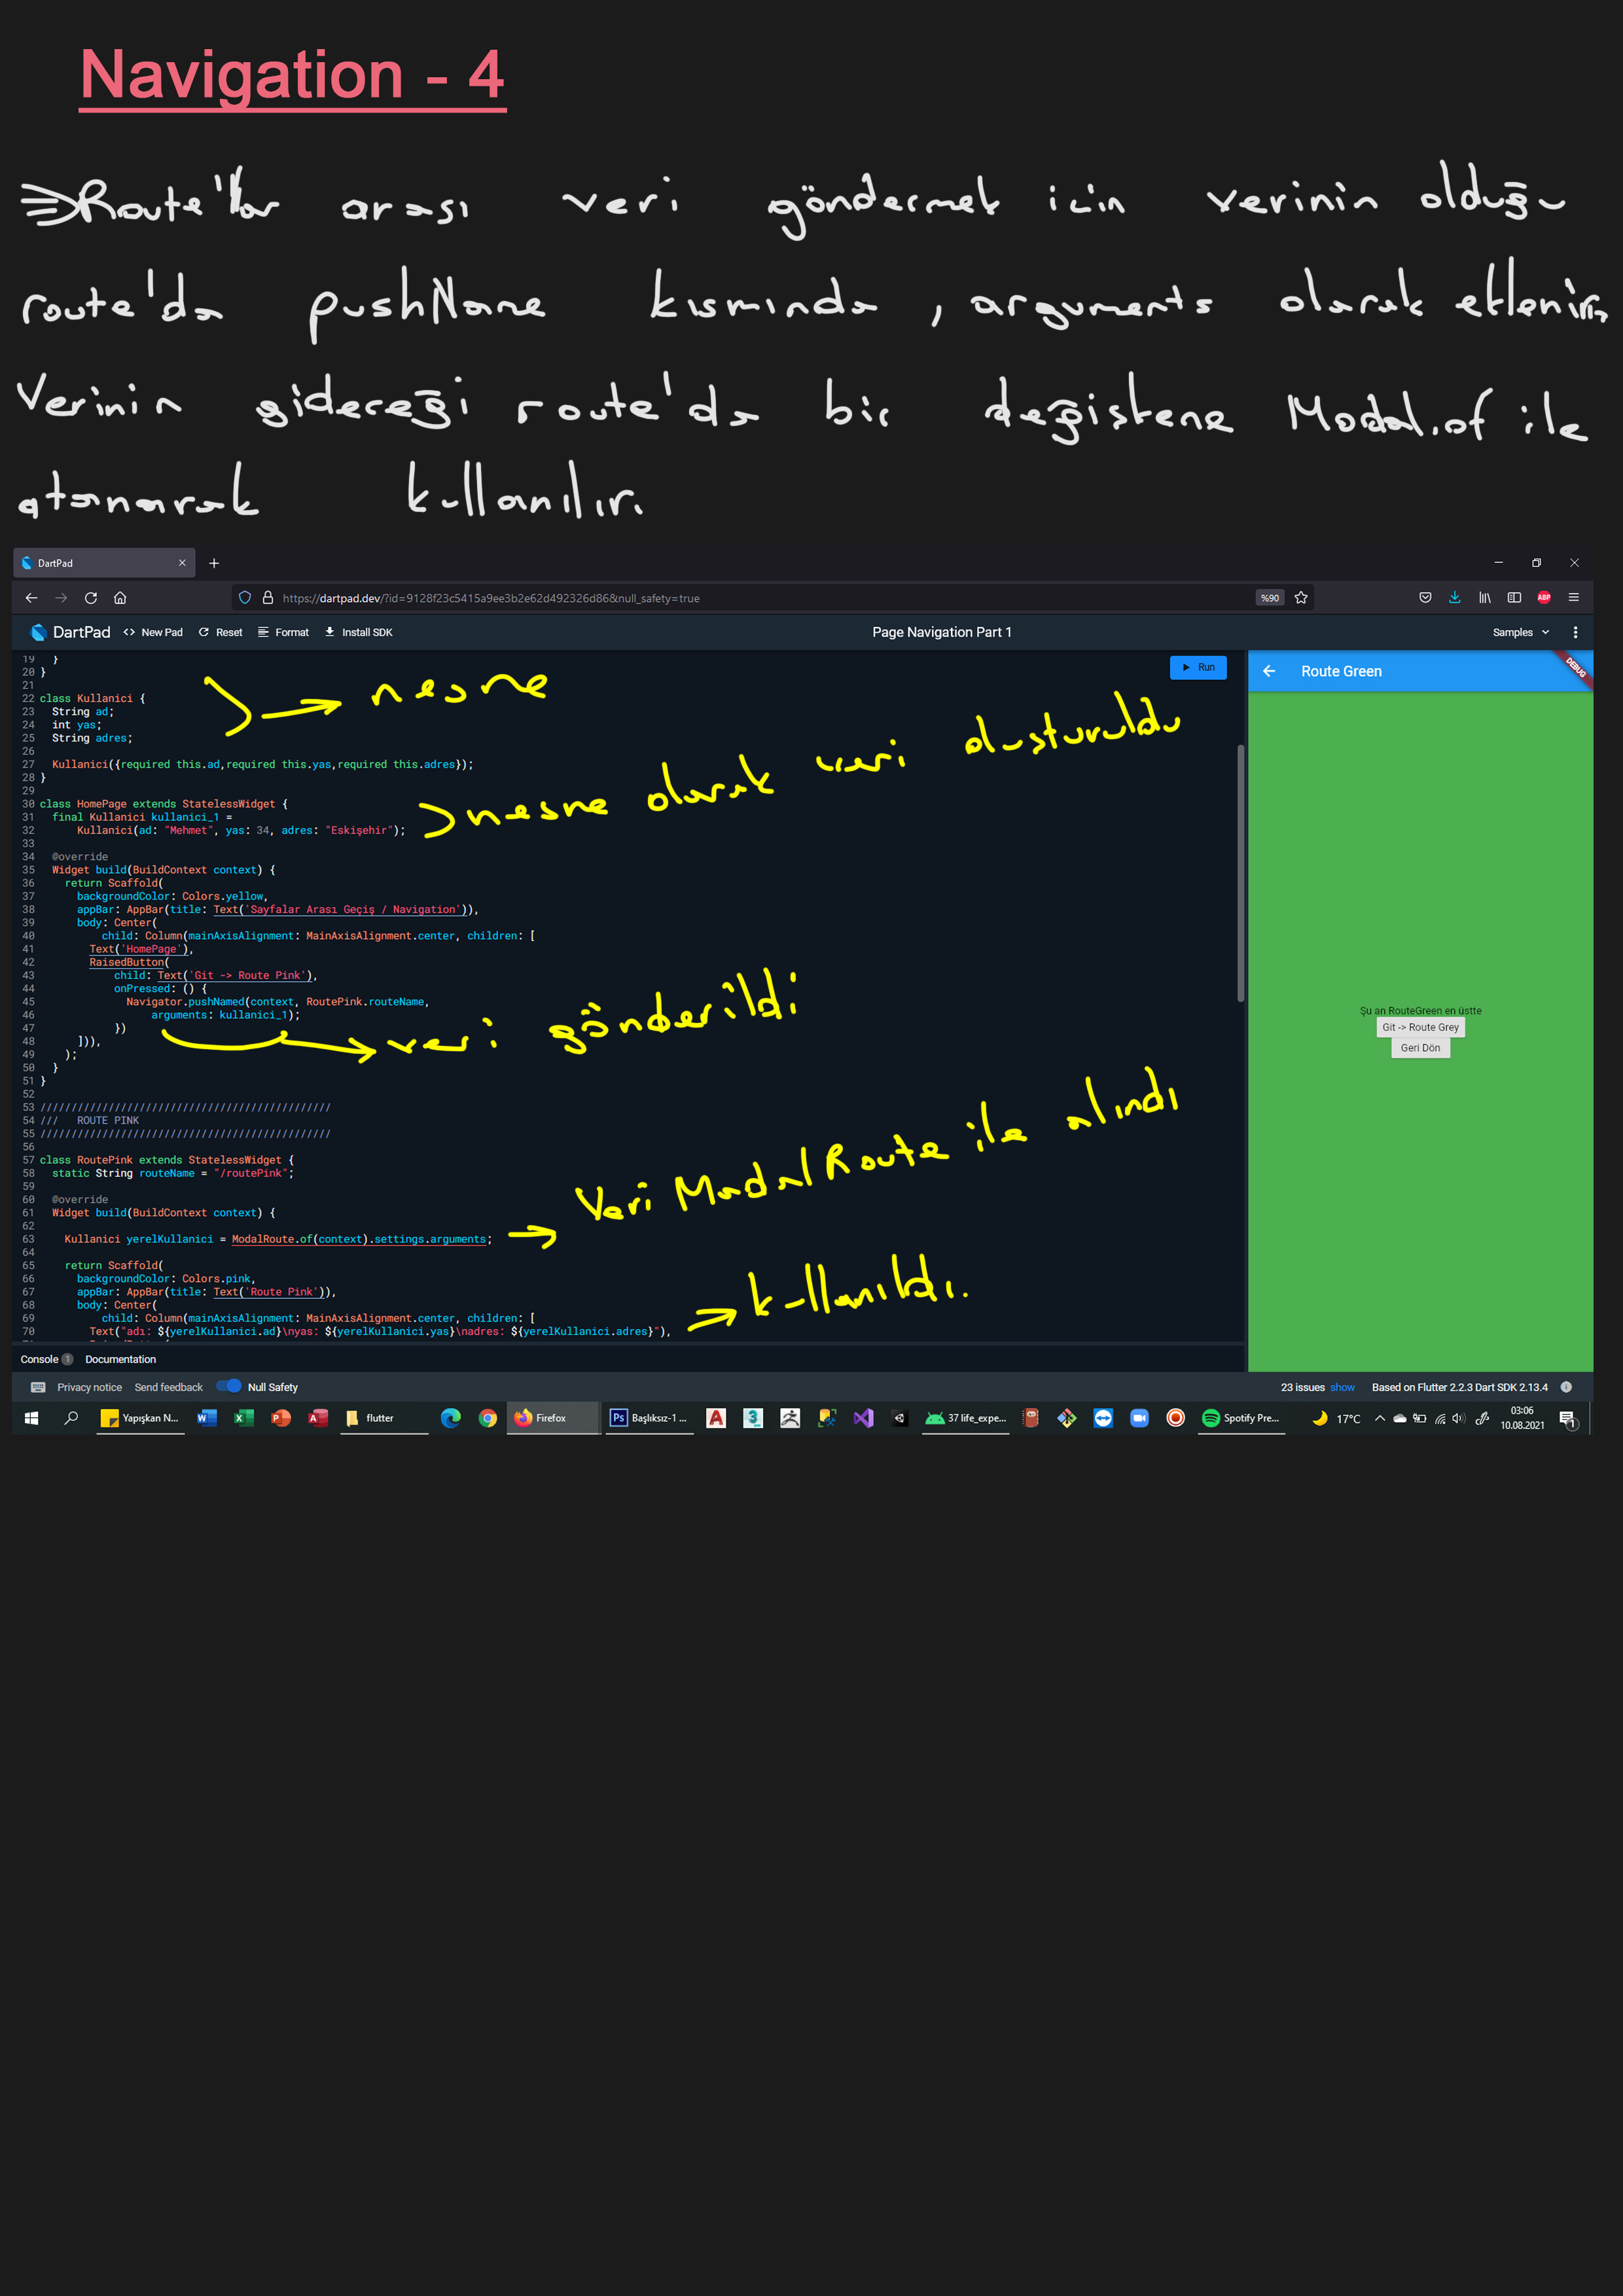 Navigation - 4
Route'lar arası veri göndermek icin verinin olduğu
route'da pushName kısmında, arguments olarak eklenir.
Verinin gideceği route'da bir değiskene Modal.of ile
atanarak kullanılır.
DartPad
https://dartpad.dev/?id=9128f23c5415a9ee3b2e62d492326d86&null_safety=true
%90
ABP
DartPad
<> New Pad
Reset
Format
Install SDK
Page Navigation Part 1
Samples
Run
19 }
20 }
21
22 class Kullanici {
23 String ad;
24 int yas;
25 String adres;
26
27 Kullanici({required this.ad,required this.yas,required this.adres});
28 }
29
30 class HomePage extends StatelessWidget {
31 final Kullanici kullanici_1 =
32 Kullanici(ad: "Mehmet", yas: 34, adres: "Eskişehir");
33
34 @override
35 Widget build(BuildContext context) {
36 return Scaffold(
37 backgroundColor: Colors.yellow,
38 appBar: AppBar(title: Text('Sayfalar Arası Geçiş / Navigation')),
39 body: Center(
40 child: Column(mainAxisAlignment: MainAxisAlignment.center, children: [
41 Text('HomePage'),
42 RaisedButton(
43 child: Text('Git -> Route Pink'),
44 onPressed: () {
45 Navigator.pushNamed(context, RoutePink.routeName,
46 arguments: kullanici_1);
47 })
48 ])),
49 );
50 }
51 }
52
53 ///////////////////////////////////////////////
54 /// ROUTE PINK
55 ///////////////////////////////////////////////
56
57 class RoutePink extends StatelessWidget {
58 static String routeName = "/routePink";
59
60 @override
61 Widget build(BuildContext context) {
62
63 Kullanici yerelKullanici = ModalRoute.of(context).settings.arguments;
64
65 return Scaffold(
66 backgroundColor: Colors.pink,
67 appBar: AppBar(title: Text('Route Pink')),
68 body: Center(
69 child: Column(mainAxisAlignment: MainAxisAlignment.center, children: [
70 Text("adı: ${yerelKullanici.ad}\nyas: ${yerelKullanici.yas}\nadres: ${yerelKullanici.adres}"),
nesne
nesne olarak veri olusturuldu
veri gönderildi
Veri ModalRoute ile alındı
kullanıldı.
Route Green
DEBUG
Şu an RouteGreen en üstte
Git -> Route Grey
Geri Dön
Console 1
Documentation
Privacy notice
Send feedback
Null Safety
23 issues show
Based on Flutter 2.2.3 Dart SDK 2.13.4
Yapışkan N...
flutter
Firefox
Başlıksız-1 ...
37 life_expe...
Spotify Pre...
17°C
03:06
10.08.2021